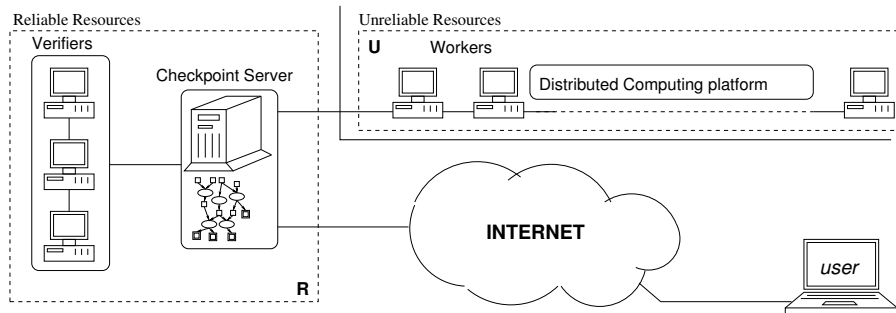 Reliable Resources
Verifiers
Checkpoint Server
R
Unreliable Resources
U
Workers
Distributed Computing platform
INTERNET
user